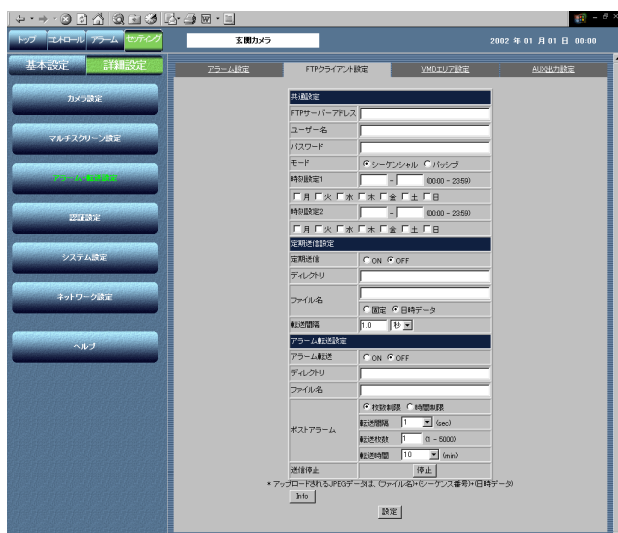 トップ コントロール アラーム セッティング
玄関カメラ
2002 年 01 月 01 日 00:00
基本設定 詳細設定
アラーム設定 FTPクライアント設定 VMDエリア設定 AUX出力設定
カメラ設定
マルチスクリーン設定
アラーム・転送設定
認証設定
システム設定
ネットワーク設定
ヘルプ
共通設定
FTPサーバーアドレス
ユーザー名
パスワード
モード シーケンシャル パッシブ
時刻設定1 ~ (00:00 ~ 23:59)
月 火 水 木 金 土 日
時刻設定2 ~ (00:00 ~ 23:59)
月 火 水 木 金 土 日
定期送信設定
定期送信 ON OFF
ディレクトリ
ファイル名
固定 日時データ
転送間隔 1.0 秒
アラーム転送設定
アラーム転送 ON OFF
ディレクトリ
ファイル名
ポストアラーム
枚数制限 時間制限
転送間隔 1 (sec)
転送枚数 1 (1 ~ 5000)
転送時間 10 (min)
送信停止 停止
* アップロードされるJPEGデータは、(ファイル名)+(シーケンス番号)+(日時データ)
Info
設定